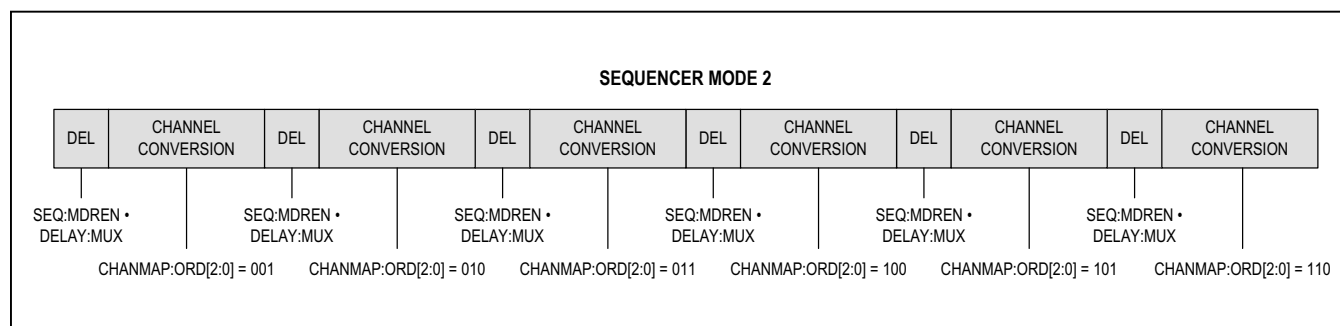 SEQUENCER MODE 2
DEL
CHANNEL
CONVERSION
DEL
CHANNEL
CONVERSION
DEL
CHANNEL
CONVERSION
DEL
CHANNEL
CONVERSION
DEL
CHANNEL
CONVERSION
DEL
CHANNEL
CONVERSION
SEQ:MDREN •
DELAY:MUX
SEQ:MDREN •
DELAY:MUX
SEQ:MDREN •
DELAY:MUX
SEQ:MDREN •
DELAY:MUX
SEQ:MDREN •
DELAY:MUX
SEQ:MDREN •
DELAY:MUX
CHANMAP:ORD[2:0] = 001
CHANMAP:ORD[2:0] = 010
CHANMAP:ORD[2:0] = 011
CHANMAP:ORD[2:0] = 100
CHANMAP:ORD[2:0] = 101
CHANMAP:ORD[2:0] = 110